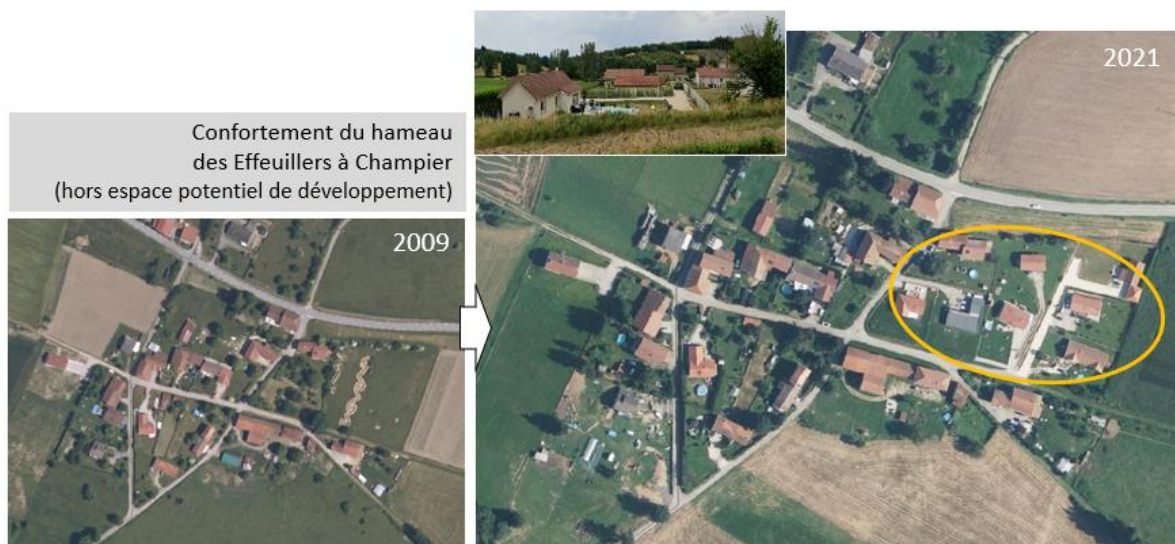 Confortement du hameau
des Effeuillers à Champier
(hors espace potentiel de développement)
2009
2021